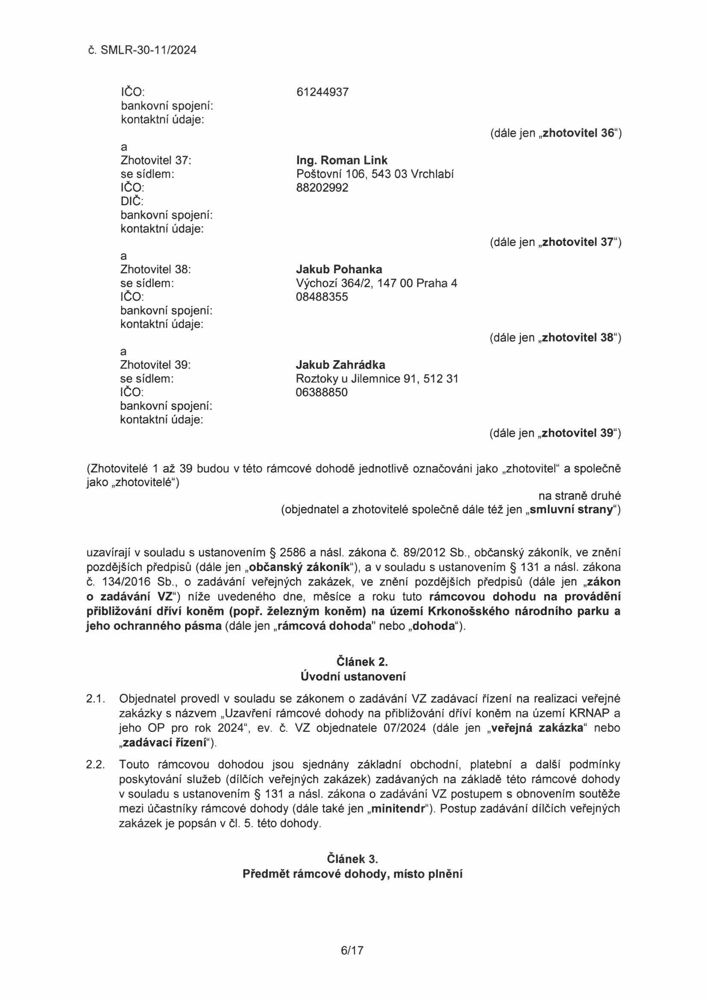 č. SMLR-30-11/2024
IČO: 61244937
bankovní spojení:
kontaktní údaje:
(dále jen „zhotovitel 36“)
a
Zhotovitel 37: Ing. Roman Link
se sídlem: Poštovní 106, 543 03 Vrchlabí
IČO: 88202992
DIČ:
bankovní spojení:
kontaktní údaje:
(dále jen „zhotovitel 37“)
a
Zhotovitel 38: Jakub Pohanka
se sídlem: Výchozí 364/2, 147 00 Praha 4
IČO: 08488355
bankovní spojení:
kontaktní údaje:
(dále jen „zhotovitel 38“)
a
Zhotovitel 39: Jakub Zahrádka
se sídlem: Roztoky u Jilemnice 91, 512 31
IČO: 06388850
bankovní spojení:
kontaktní údaje:
(dále jen „zhotovitel 39“)
(Zhotovitelé 1 až 39 budou v této rámcové dohodě jednotlivě označováni jako „zhotovitel“ a společně
jako „zhotovitelé“)
na straně druhé
(objednatel a zhotovitelé společně dále též jen „smluvní strany“)
uzavírají v souladu s ustanovením § 2586 a násl. zákona č. 89/2012 Sb., občanský zákoník, ve znění
pozdějších předpisů (dále jen „občanský zákoník“), a v souladu s ustanovením § 131 a násl. zákona
č. 134/2016 Sb., o zadávání veřejných zakázek, ve znění pozdějších předpisů (dále jen „zákon
o zadávání VZ“) níže uvedeného dne, měsíce a roku tuto rámcovou dohodu na provádění
přibližování dříví koněm (popř. železným koněm) na území Krkonošského národního parku a
jeho ochranného pásma (dále jen „rámcová dohoda" nebo „dohoda“).
Článek 2.
Úvodní ustanovení
2.1. Objednatel provedl v souladu se zákonem o zadávání VZ zadávací řízení na realizaci veřejné
zakázky s názvem „Uzavření rámcové dohody na přibližování dříví koněm na území KRNAP a
jeho OP pro rok 2024“, ev. č. VZ objednatele 07/2024 (dále jen „veřejná zakázka“ nebo
„zadávací řízení“).
2.2. Touto rámcovou dohodou jsou sjednány základní obchodní, platební a další podmínky
poskytování služeb (dílčích veřejných zakázek) zadávaných na základě této rámcové dohody
v souladu s ustanovením § 131 a násl. zákona o zadávání VZ postupem s obnovením soutěže
mezi účastníky rámcové dohody (dále také jen „minitendr“). Postup zadávání dílčích veřejných
zakázek je popsán v čl. 5. této dohody.
Článek 3.
Předmět rámcové dohody, místo plnění
6/17